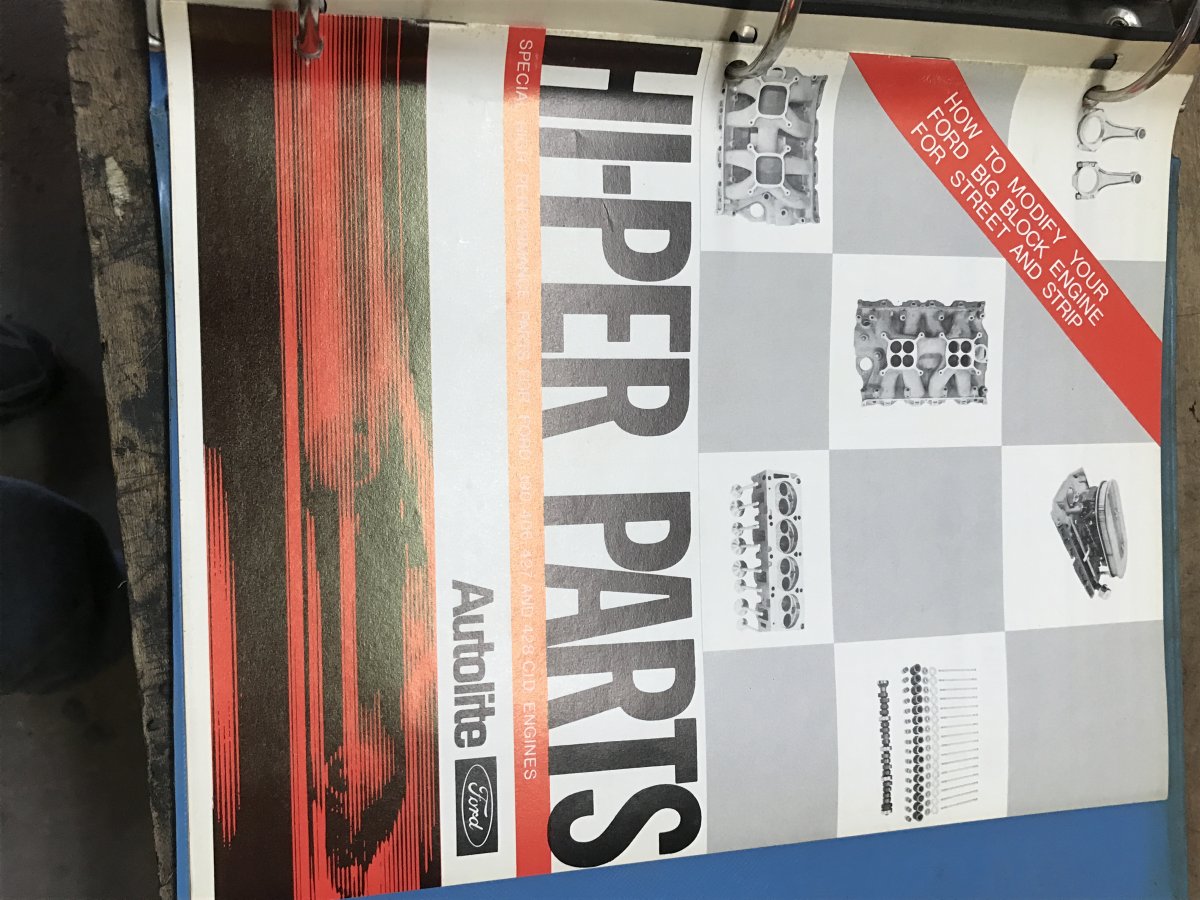 HOW TO MODIFY YOUR
FORD BIG BLOCK ENGINE
FOR STREET AND STRIP
HI-PER PARTS
SPECIAL HIGH PERFORMANCE PARTS FOR FORD 390, 406, 427 AND 428 C.I.D. ENGINES
Autolite
Ford